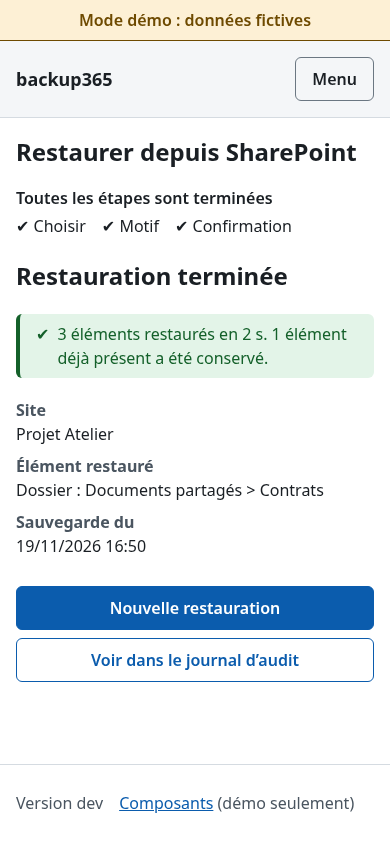 Mode démo : données fictives
backup365
Menu
Restaurer depuis SharePoint
Toutes les étapes sont terminées
✔ Choisir ✔ Motif ✔ Confirmation
Restauration terminée
✔ 3 éléments restaurés en 2 s. 1 élément
déjà présent a été conservé.
Site
Projet Atelier
Élément restauré
Dossier : Documents partagés > Contrats
Sauvegarde du
19/11/2026 16:50
Nouvelle restauration
Voir dans le journal d’audit
Version dev Composants (démo seulement)